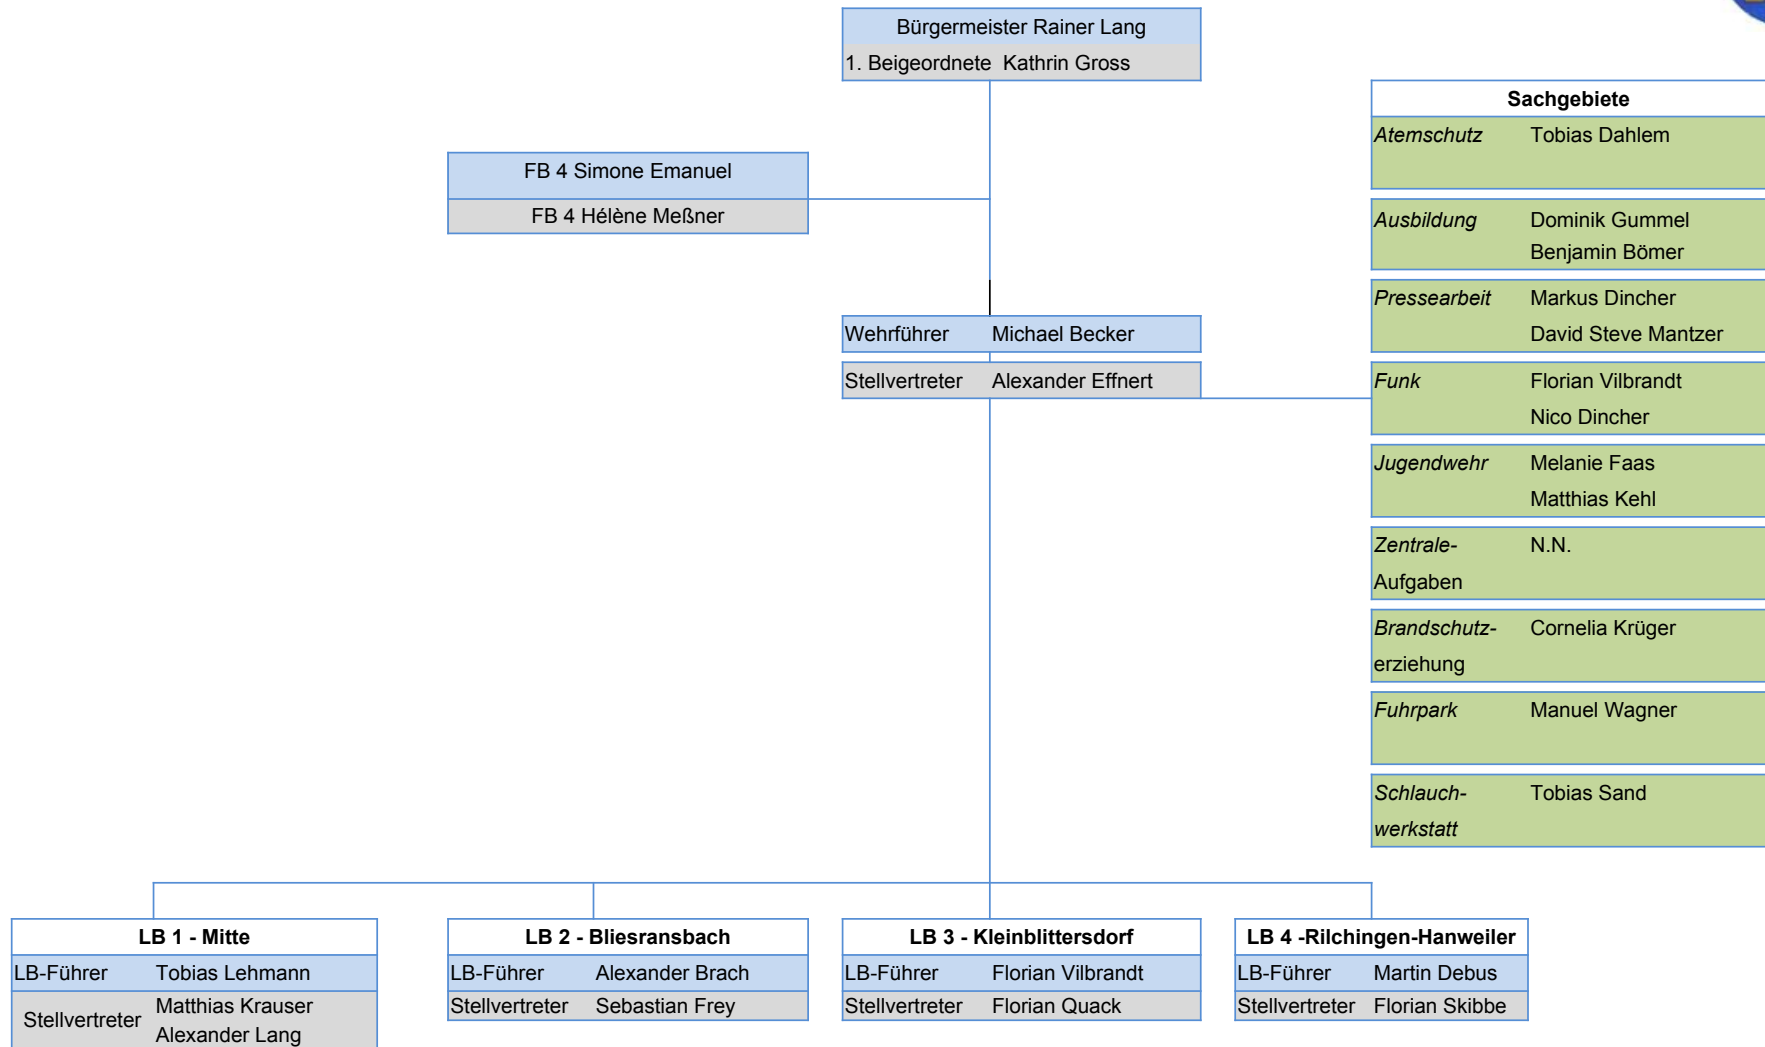 Bürgermeister Rainer Lang
1. Beigeordnete Kathrin Gross
FB 4 Simone Emanuel
FB 4 Hélène Meßner
Wehrführer Michael Becker
Stellvertreter Alexander Effnert
Sachgebiete
Atemschutz Tobias Dahlem
Ausbildung Dominik Gummel
Benjamin Bömer
Pressearbeit Markus Dincher
David Steve Mantzer
Funk Florian Vilbrandt
Nico Dincher
Jugendwehr Melanie Faas
Matthias Kehl
Zentrale- N.N.
Aufgaben
Brandschutz- Cornelia Krüger
erziehung
Fuhrpark Manuel Wagner
Schlauch- Tobias Sand
werkstatt
LB 1 - Mitte
LB-Führer Tobias Lehmann
Stellvertreter Matthias Krauser
Alexander Lang
LB 2 - Bliesransbach
LB-Führer Alexander Brach
Stellvertreter Sebastian Frey
LB 3 - Kleinblittersdorf
LB-Führer Florian Vilbrandt
Stellvertreter Florian Quack
LB 4 -Rilchingen-Hanweiler
LB-Führer Martin Debus
Stellvertreter Florian Skibbe